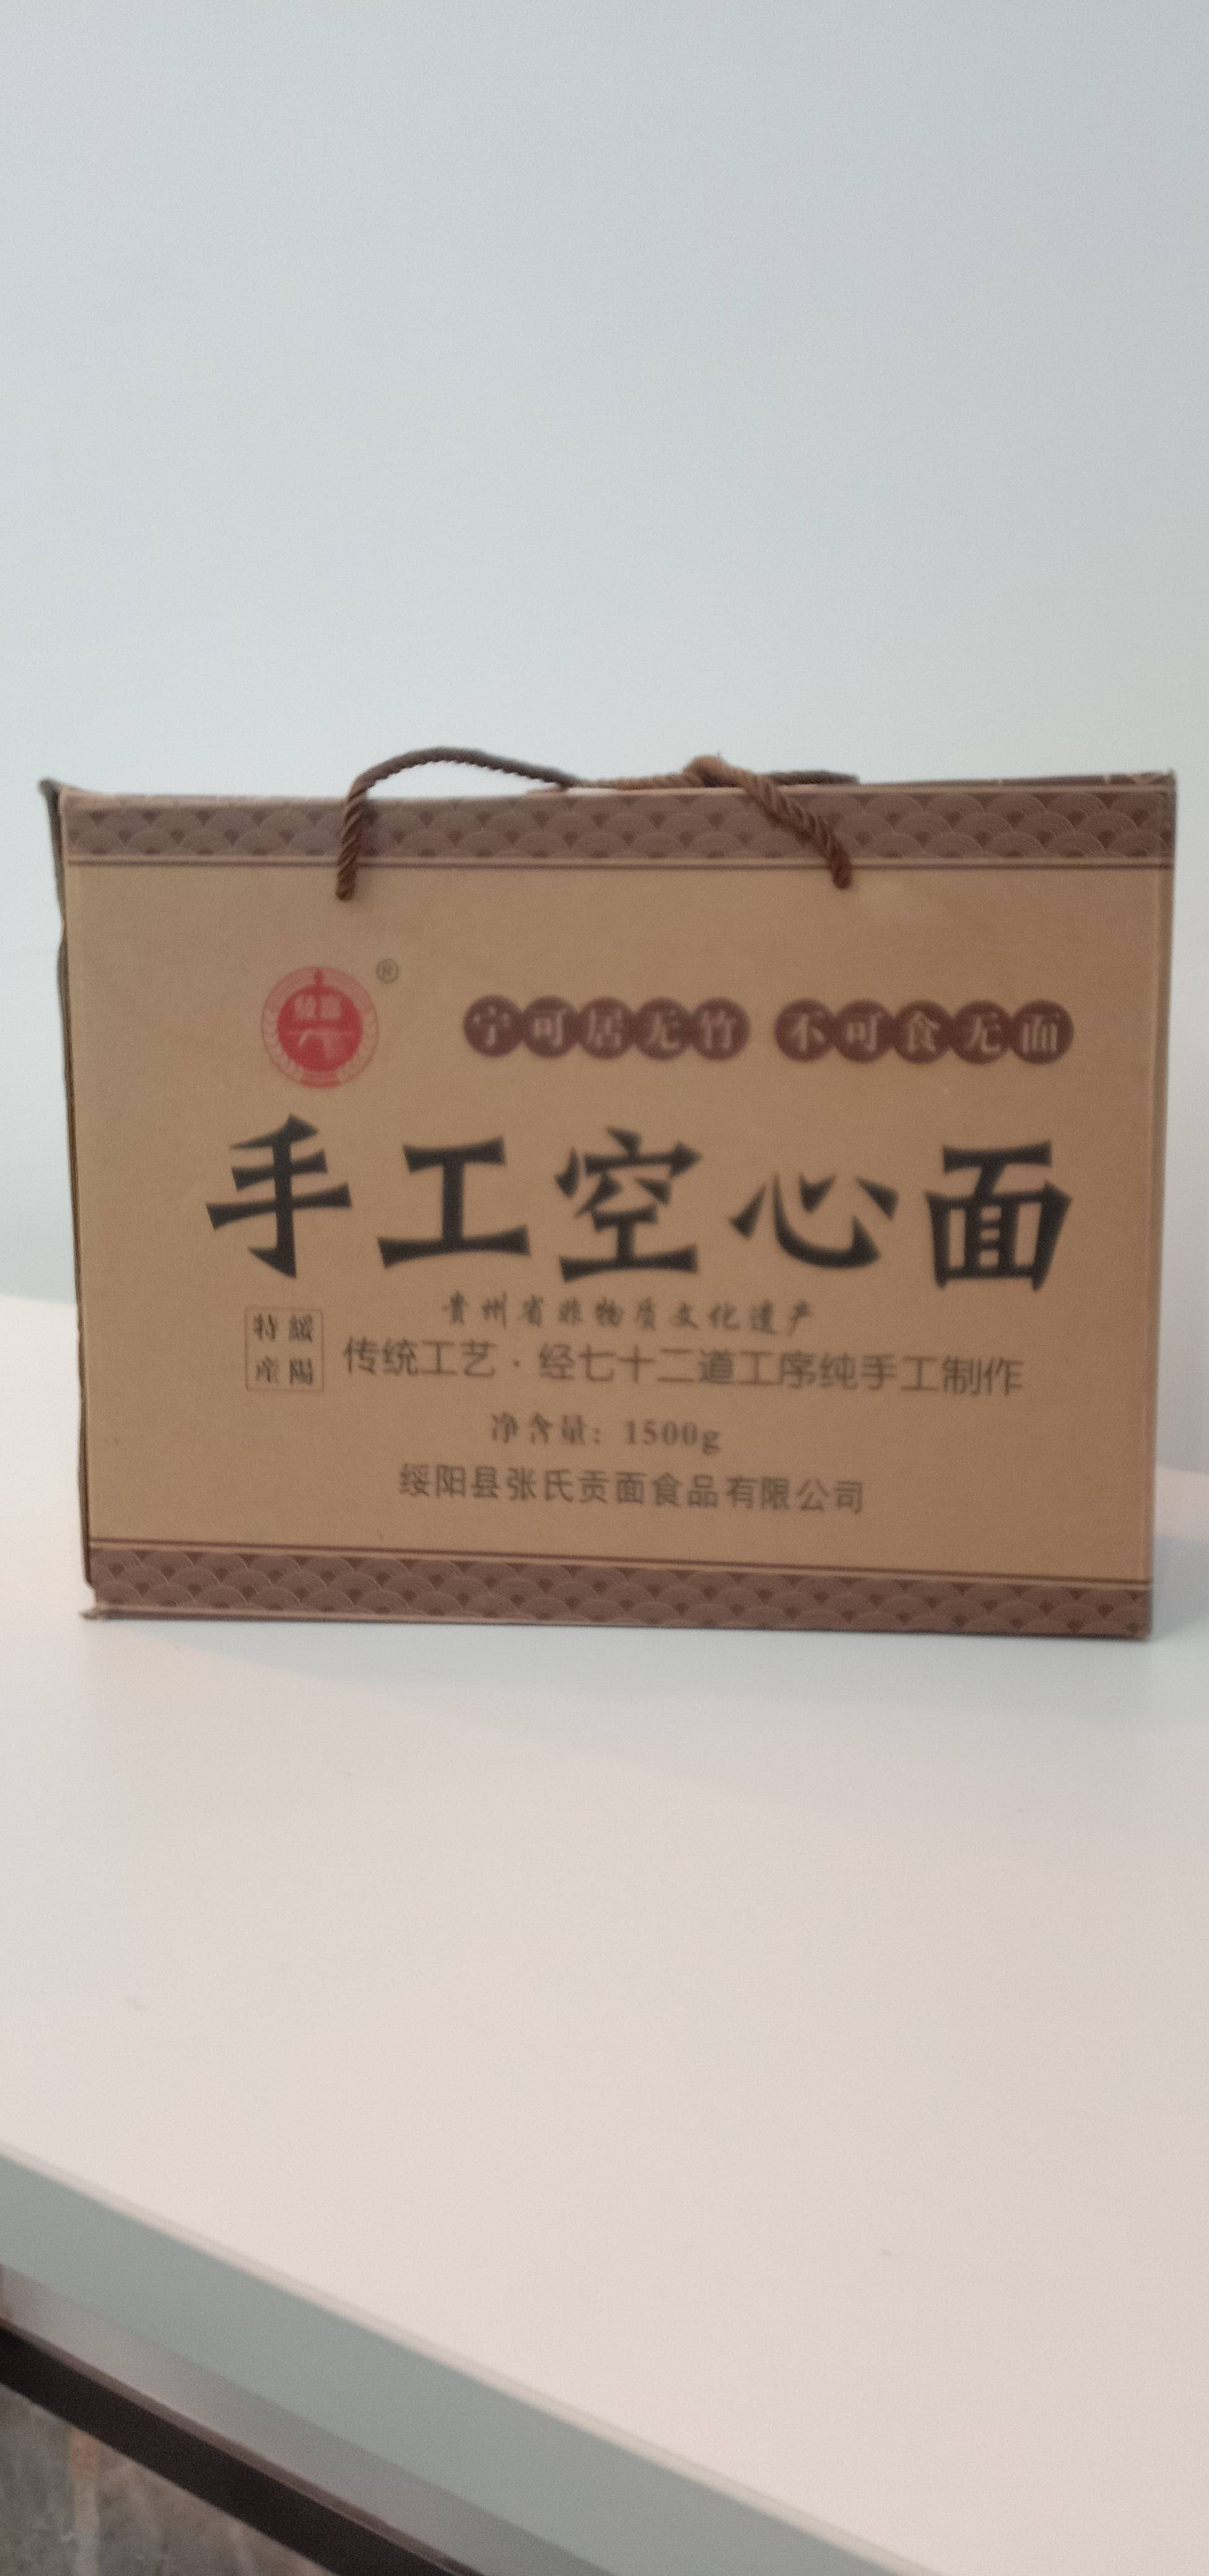 ®
宁可居无竹 不可食无面
手工空心面
贵州省非物质文化遗产
特綏
産陽
传统工艺·经七十二道工序纯手工制作
净含量：1500g
绥阳县张氏贡面食品有限公司